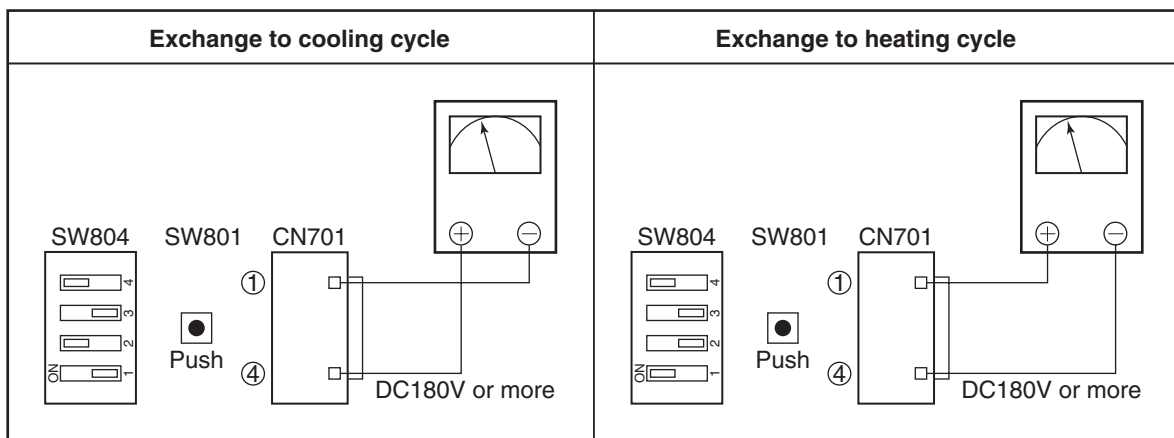 Exchange to cooling cycle
SW804 SW801 CN701
+ −
① 
4
3
Push
2
④
ON
1
DC180V or more
Exchange to heating cycle
SW804 SW801 CN701
+ −
①
4
3
Push
2
④
ON
1
DC180V or more